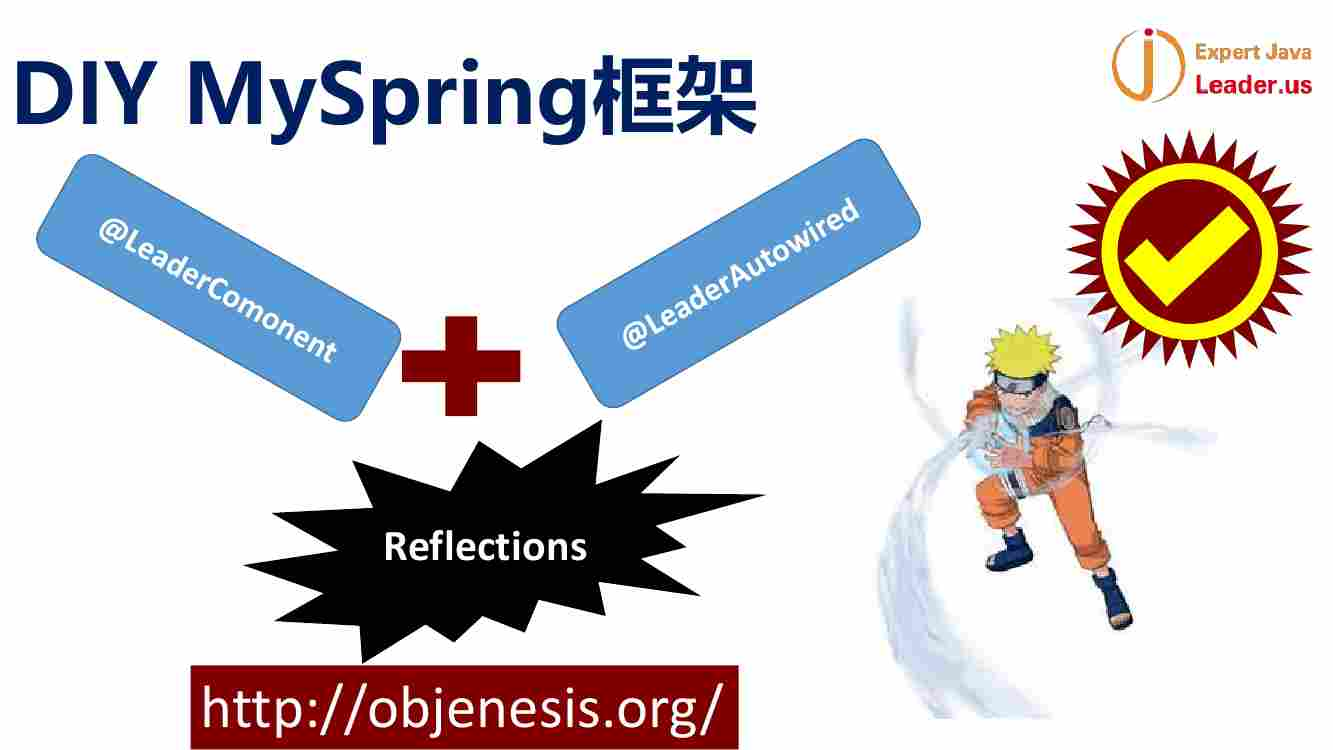 DIY MySpring框架
Expert Java
Leader.us
@LeaderComonent
@LeaderAutowired
Reflections
http://objenesis.org/